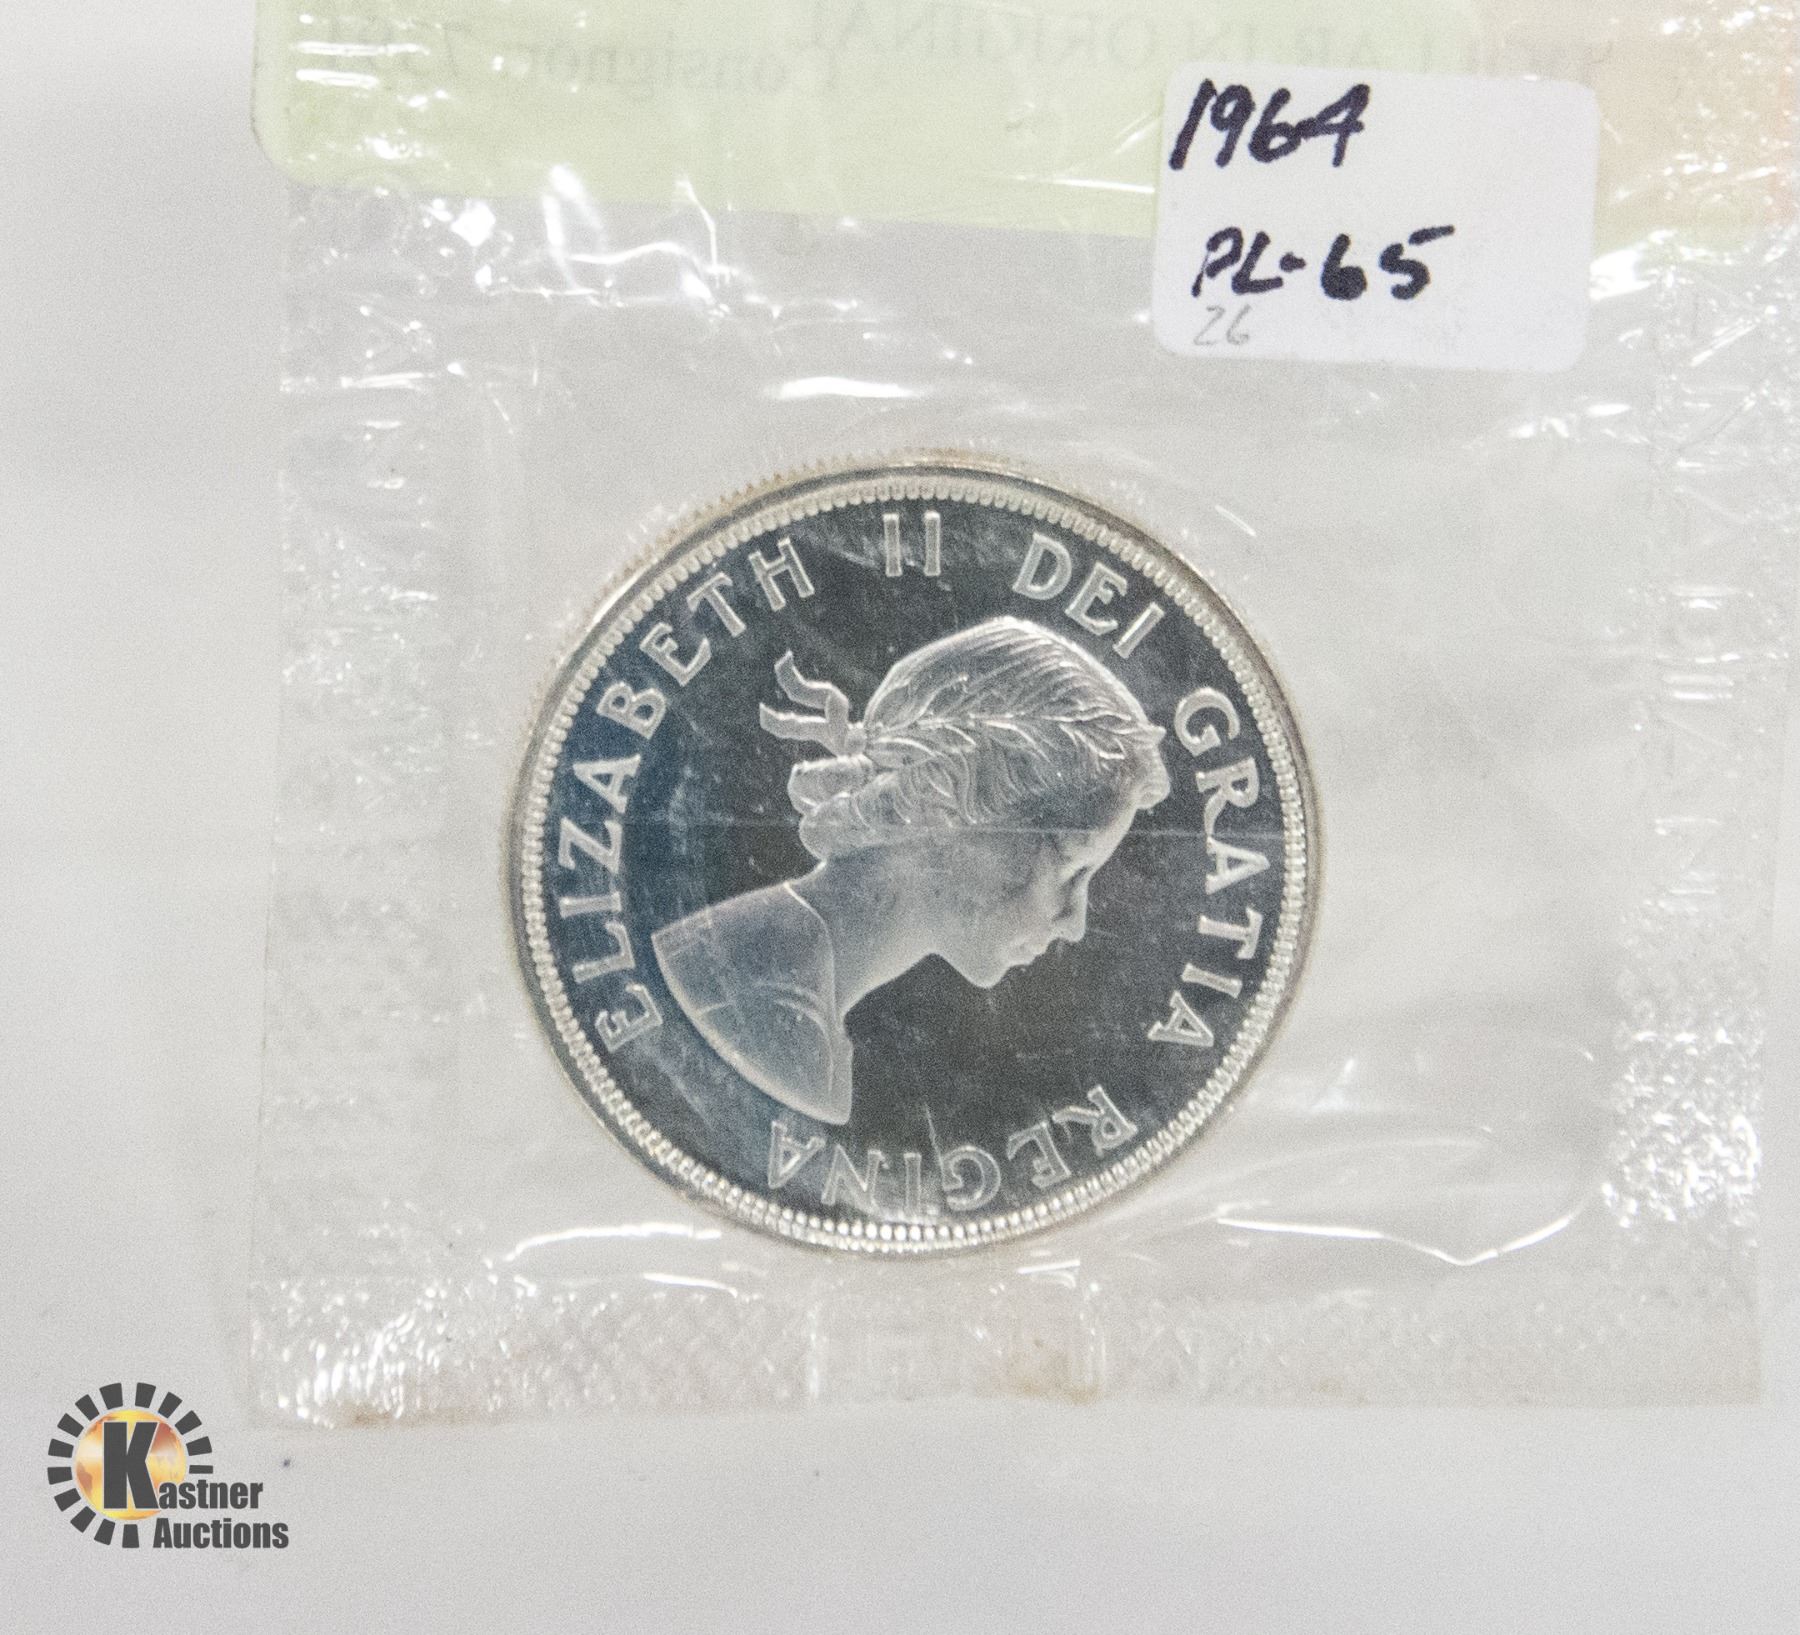 1964
PL-65
26
ELIZABETH II DEI GRATIA REGINA
Kastner
Auctions